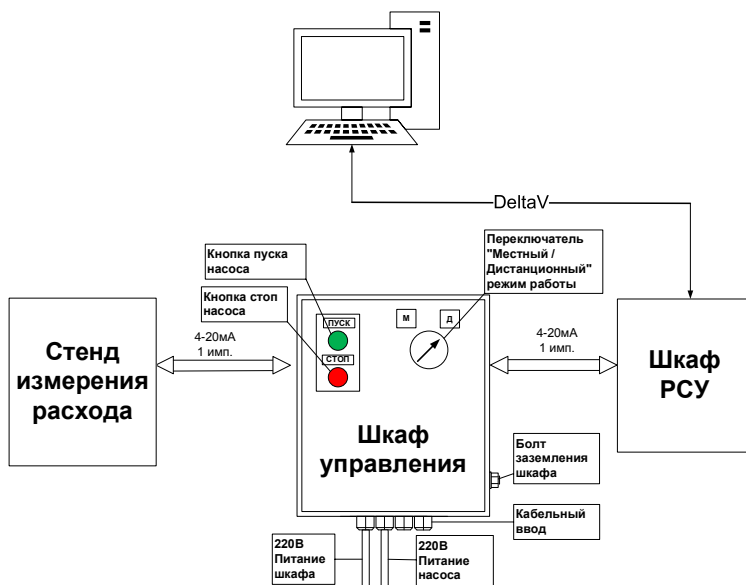 DeltaV
Кнопка пуска
насоса
Кнопка стоп
насоса
Переключатель
"Местный /
Дистанционный"
режим работы
Стенд
измерения
расхода
4-20мА
1 имп.
ПУСК
СТОП
М
Д
Шкаф
управления
4-20мА
1 имп.
Шкаф
РСУ
Болт
заземления
шкафа
Кабельный
ввод
220В
Питание
шкафа
220В
Питание
насоса